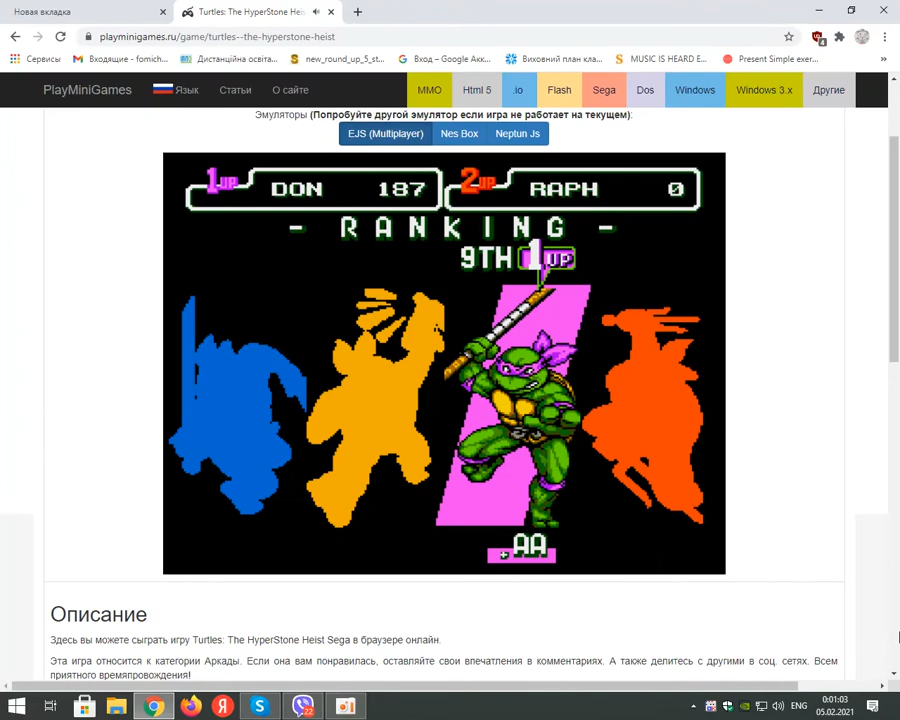 Новая вкладка
Turtles: The HyperStone Heis
playminigames.ru/game/turtles--the-hyperstone-heist
4
Сервисы
Входящие - fomich...
Дистанційна освіта...
new_round_up_5_st...
Вход – Google Акк...
Виховний план кла...
MUSIC IS HEARD E...
Present Simple exer...
PlayMiniGames
Язык
Статьи
О сайте
MMO
Html 5
.io
Flash
Sega
Dos
Windows
Windows 3.x
Другие
Эмуляторы (Попробуйте другой эмулятор если игра не работает на текущем):
EJS (Multiplayer)
Nes Box
Neptun Js
1UP DON 187
2UP RAPH 0
- RANKING -
9TH 1UP
AA
Описание
Здесь вы можете сыграть игру Turtles: The HyperStone Heist Sega в браузере онлайн.
Эта игра относится к категории Аркады. Если она вам понравилась, оставляйте свои впечатления в комментариях. А также делитесь с другими в соц. сетях. Всем
приятного времяпровождения!
22
ENG
0:01:03
05.02.2021